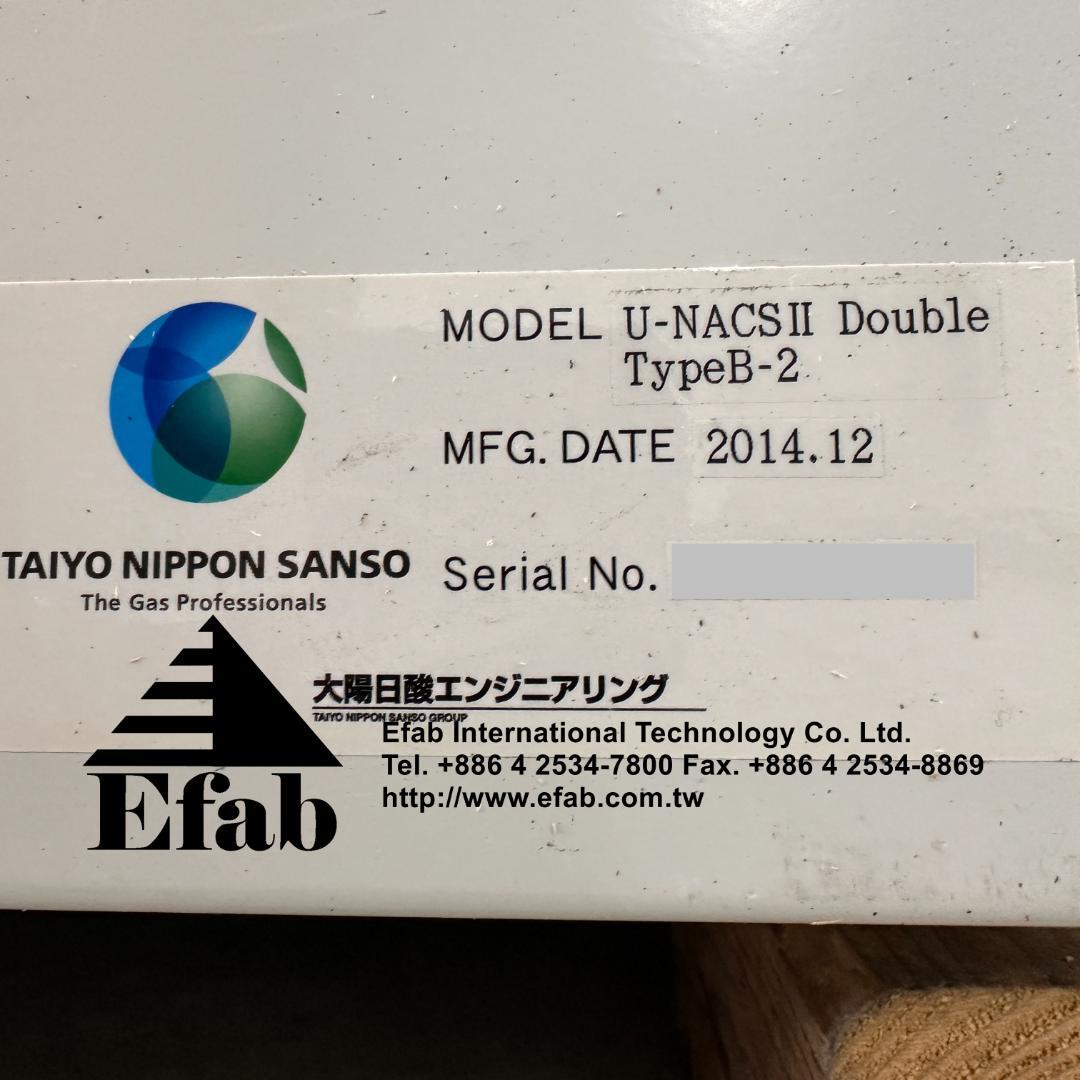 MODEL U-NACSII Double
TypeB-2
MFG. DATE 2014.12
TAIYO NIPPON SANSO
The Gas Professionals
Serial No.
大陽日酸エンジニアリング
TAIYO NIPPON SANSO GROUP
Efab International Technology Co. Ltd.
Tel. +886 4 2534-7800 Fax. +886 4 2534-8869
http://www.efab.com.tw
Efab